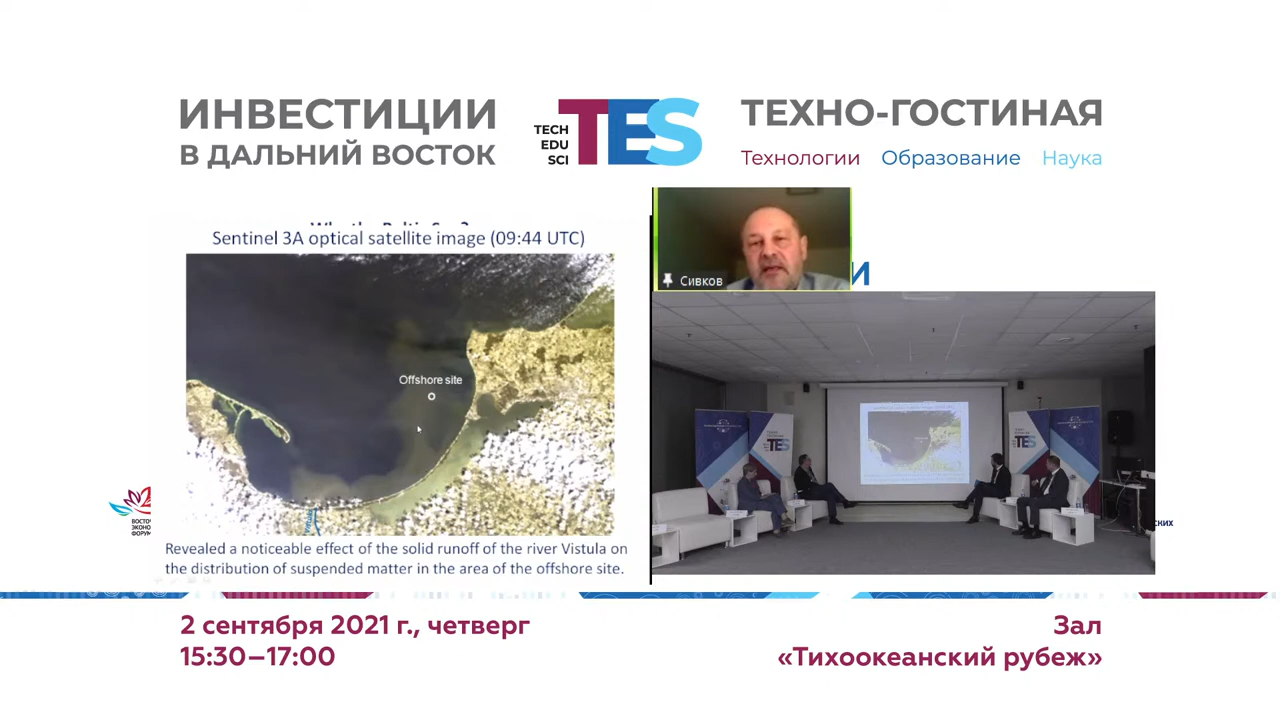 ИНВЕСТИЦИИ
В ДАЛЬНИЙ ВОСТОК
TECH
EDU
SCI
TES
ТЕХНО-ГОСТИНАЯ
Технологии Образование Наука
Sentinel 3A optical satellite image (09:44 UTC)
Offshore site
Revealed a noticeable effect of the solid runoff of the river Vistula on
the distribution of suspended matter in the area of the offshore site.
Сивков
И
TES
TES
ских
2 сентября 2021 г., четверг
15:30–17:00
Зал
«Тихоокеанский рубеж»